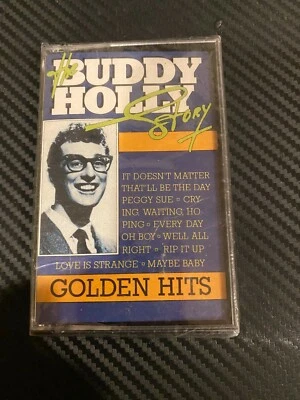 The
BUDDY
HOLLY
STORY
IT DOESN'T MATTER
THAT'LL BE THE DAY
PEGGY SUE ▫ CRY-
ING, WAITING, HO
PING ▫ EVERY DAY
OH BOY ▫ WELL ALL
RIGHT ▫ RIP IT UP
LOVE IS STRANGE ▫ MAYBE BABY
GOLDEN HITS